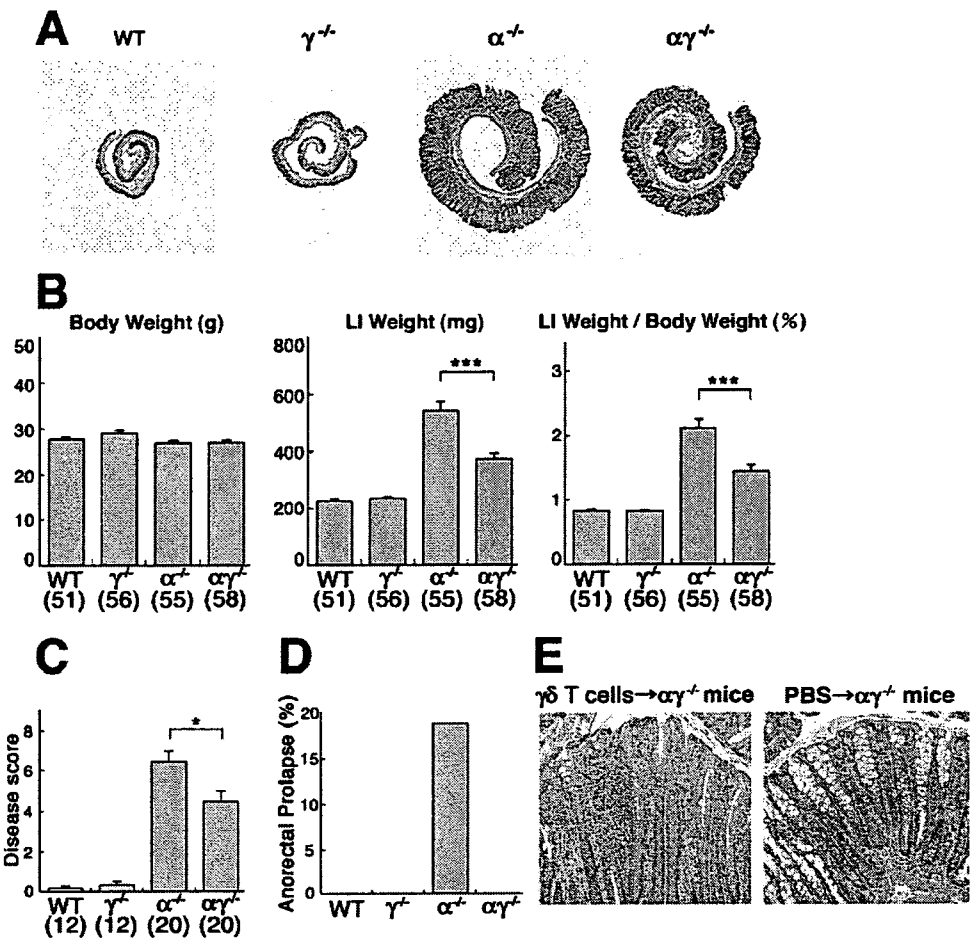 A
WT γ-/- α-/- αγ-/-
B
Body Weight (g) LI Weight (mg) LI Weight / Body Weight (%)
50 40 30 20 10 0
WT γ-/- α-/- αγ-/-
(51) (56) (55) (58)
800 600 400 200 0
***
WT γ-/- α-/- αγ-/-
(51) (56) (55) (58)
3 2 1 0
***
WT γ-/- α-/- αγ-/-
(51) (56) (55) (58)
C
Disease score
8 6 4 2 0
*
WT γ-/- α-/- αγ-/-
(12) (12) (20) (20)
D
Anorectal Prolapse (%)
20 15 10 5 0
WT γ-/- α-/- αγ-/-
E
γδ T cells→αγ-/- mice PBS→αγ-/- mice